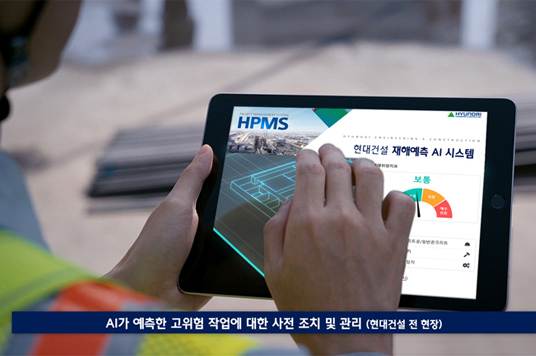 HPMS
HYUNDAI
HYUNDAI ENGINEERING & CONSTRUCTION
현대건설 재해예측 AI 시스템
보통
AI가 예측한 고위험 작업에 대한 사전 조치 및 관리 (현대건설 전 현장)